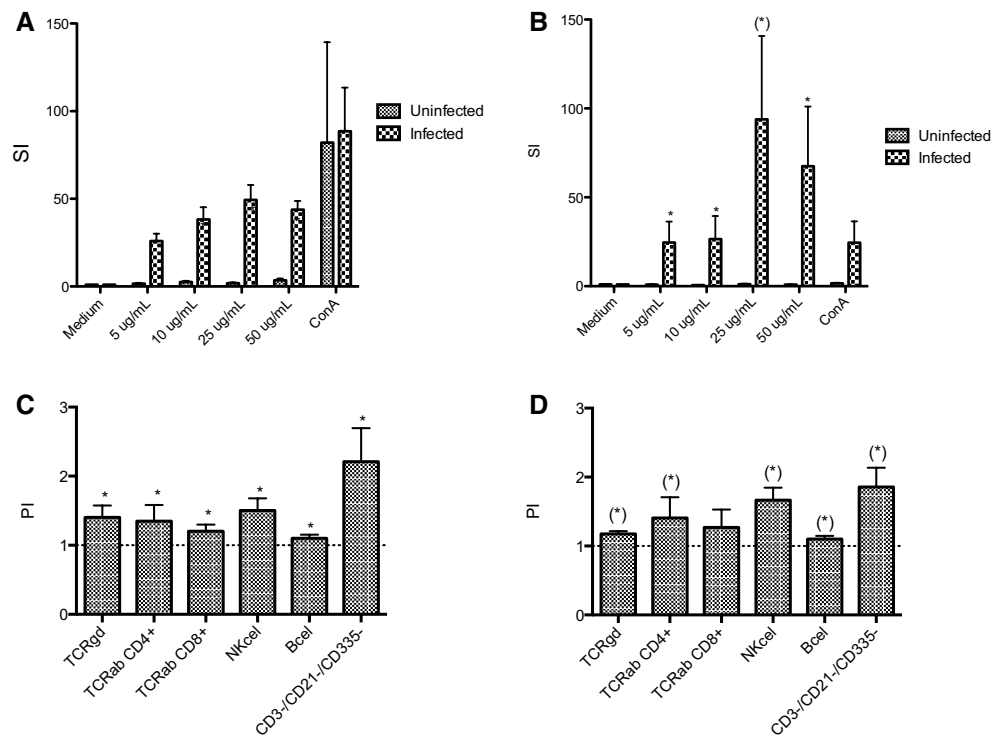 A
150
100
50
0
SI
Medium
5 ug/mL
10 ug/mL
25 ug/mL
50 ug/mL
ConA
Uninfected
Infected
B
150
100
50
0
SI
(*)
*
*
*
Medium
5 ug/mL
10 ug/mL
25 ug/mL
50 ug/mL
ConA
Uninfected
Infected
C
3
2
1
0
PI
*
*
*
*
*
*
TCRgd
TCRab CD4+
TCRab CD8+
NKcel
Bcel
CD3-/CD21-/CD335-
D
3
2
1
0
PI
(*)
(*)
(*)
(*)
(*)
TCRgd
TCRab CD4+
TCRab CD8+
NKcel
Bcel
CD3-/CD21-/CD335-